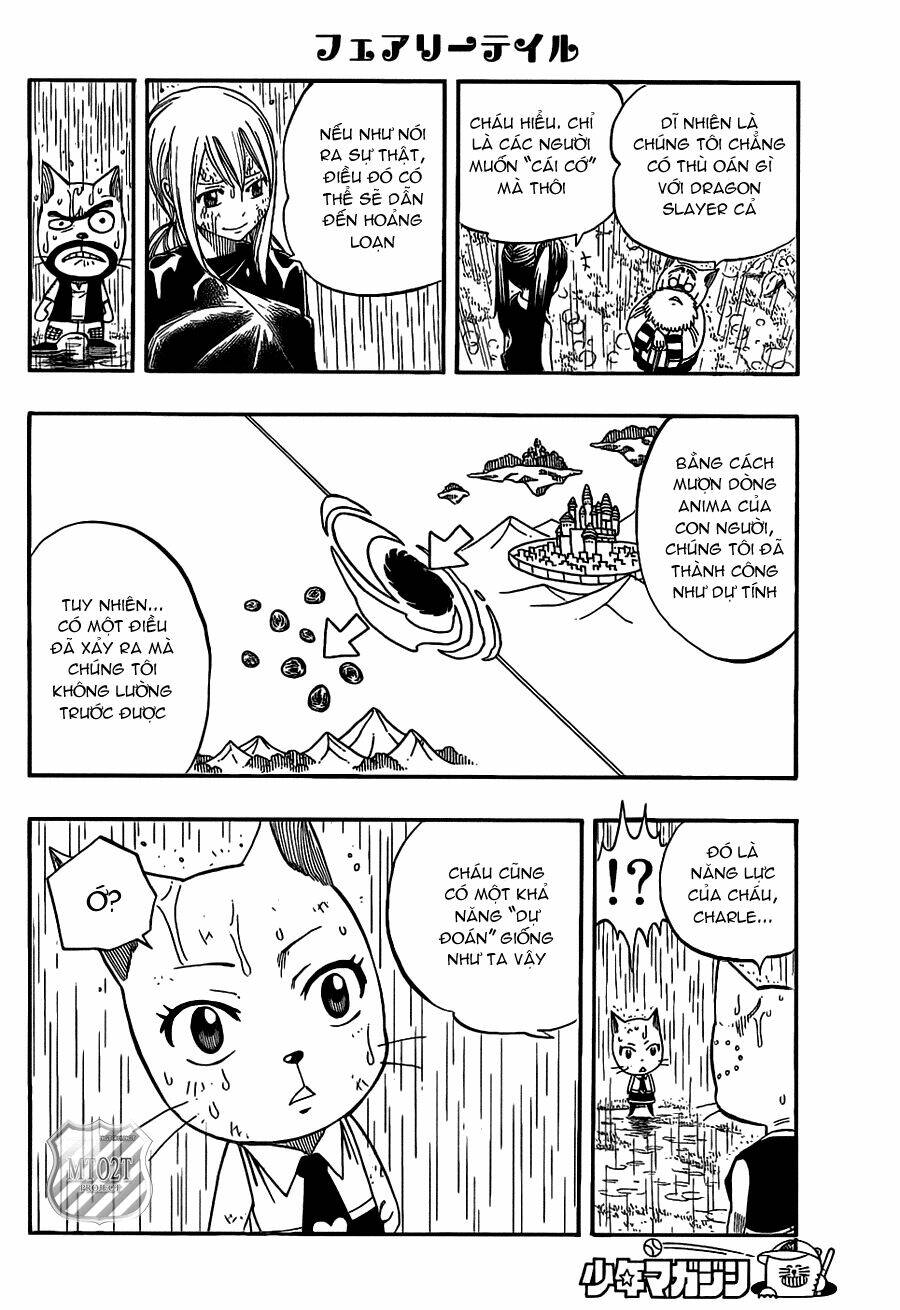 フェアリーテイル
DĨ NHIÊN LÀ
CHÚNG TÔI CHẲNG
CÓ THÙ OÁN GÌ
VỚI DRAGON
SLAYER CẢ
CHÁU HIỂU. CHỈ
LÀ CÁC NGƯỜI
MUỐN "CÁI CỚ"
MÀ THÔI
NẾU NHƯ NÓI
RA SỰ THẬT,
ĐIỀU ĐÓ CÓ
THỂ SẼ DẪN
ĐẾN HOẢNG
LOẠN
BẰNG CÁCH
MƯỢN DÒNG
ANIMA CỦA
CON NGƯỜI,
CHÚNG TÔI ĐÃ
THÀNH CÔNG
NHƯ DỰ TÍNH
TUY NHIÊN...
CÓ MỘT ĐIỀU
ĐÃ XẢY RA MÀ
CHÚNG TÔI
KHÔNG LƯỜNG
TRƯỚC ĐƯỢC
ĐÓ LÀ
NĂNG LỰC
CỦA CHÁU,
CHARLE...
!?
CHÁU CŨNG
CÓ MỘT KHẢ
NĂNG "DỰ
ĐOÁN" GIỐNG
NHƯ TA VẬY
Ớ?
MTO2T
PROJECT
少年マガジン